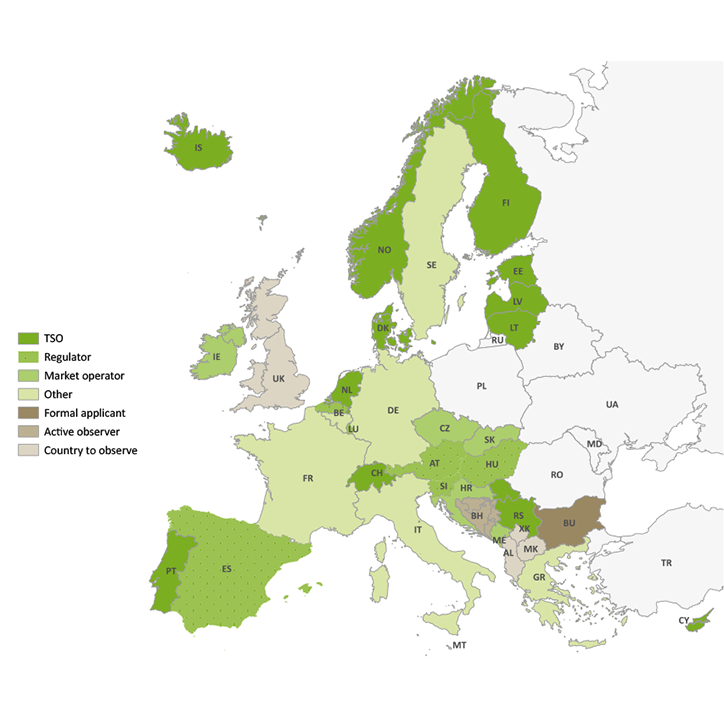 IS
FI
NO
SE
EE
LV
LT
DK
RU
BY
IE
UK
NL
PL
BE
DE
LU
UA
CZ
SK
MD
AT
HU
CH
RO
FR
SI
HR
BH
RS
BU
XK
IT
ME
AL
MK
TR
PT
ES
GR
CY
MT
TSO
Regulator
Market operator
Other
Formal applicant
Active observer
Country to observe